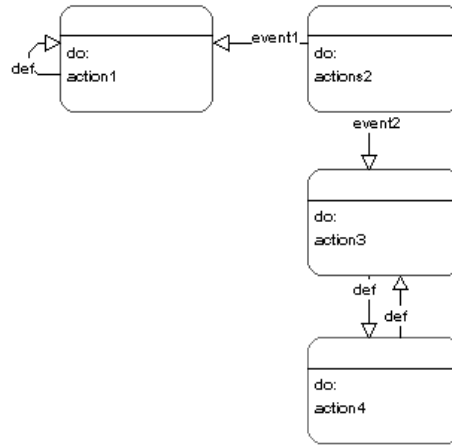 do:
action1
def
event1
do:
actions2
event2
do:
action3
def
def
do:
action4